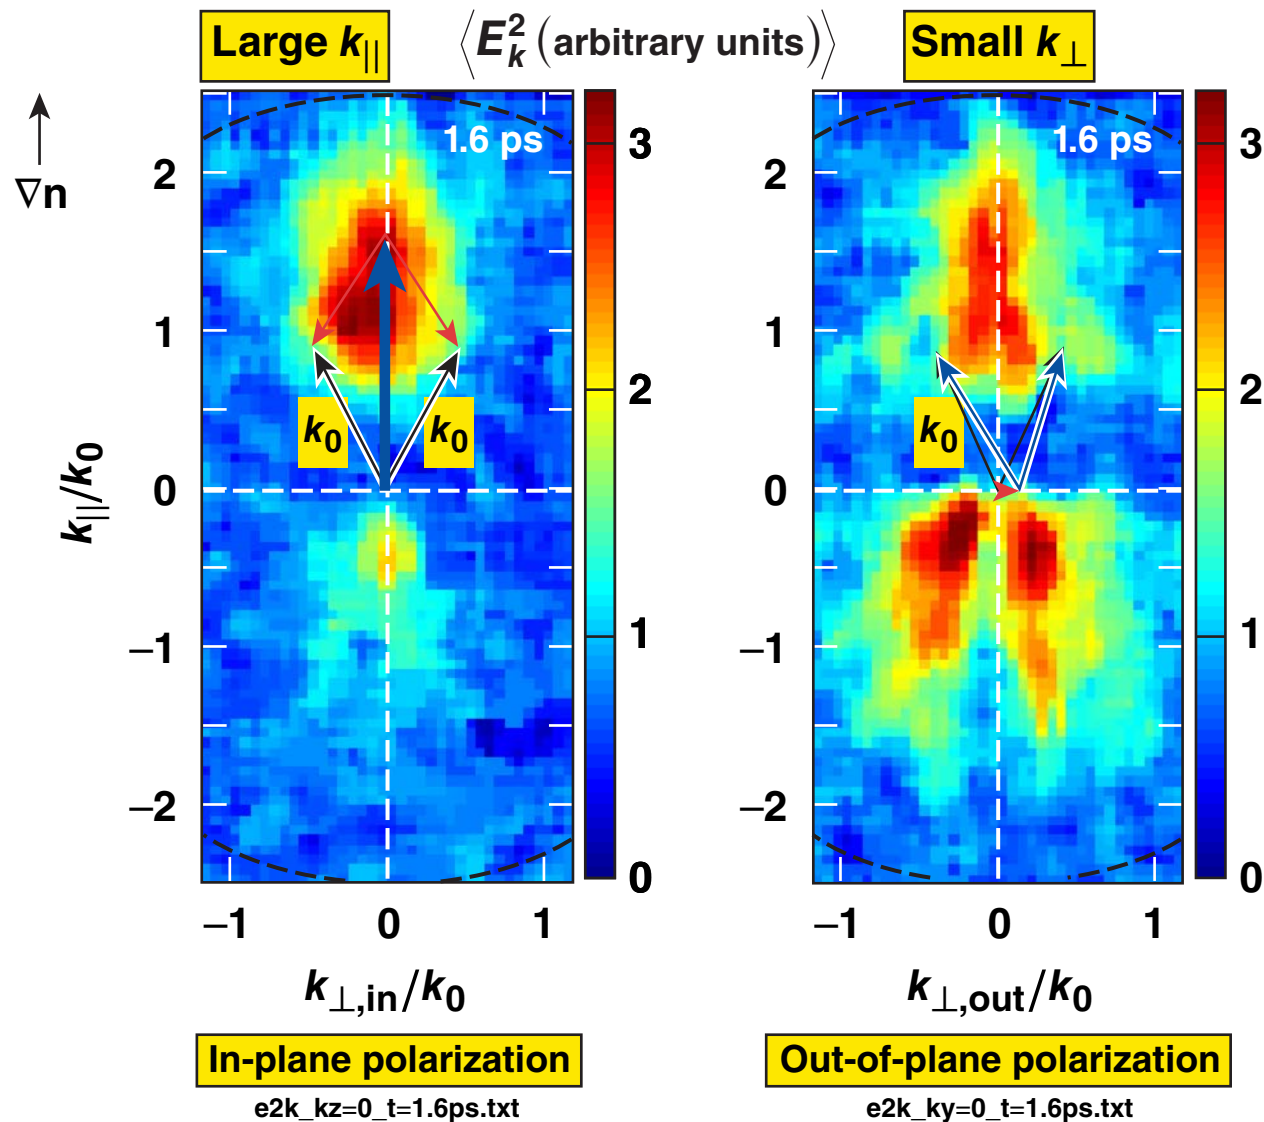 Large k||
⟨E²k (arbitrary units)⟩
Small k⊥
∇n
1.6 ps
1.6 ps
3
2
1
0
3
2
1
0
k||/k0
2
1
0
–1
–2
2
1
0
–1
–2
k0
k0
k0
–1
0
1
–1
0
1
k⊥,in/k0
k⊥,out/k0
In-plane polarization
Out-of-plane polarization
e2k_kz=0_t=1.6ps.txt
e2k_ky=0_t=1.6ps.txt